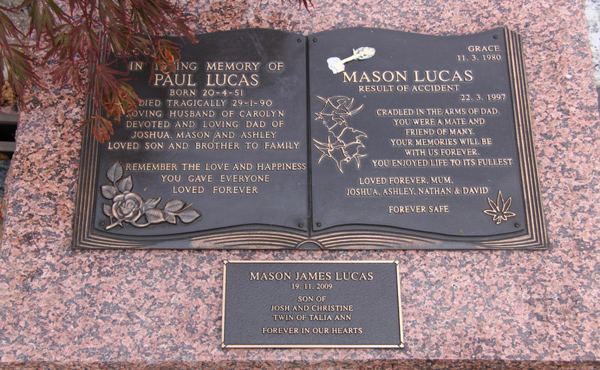 IN LOVING MEMORY OF
PAUL LUCAS
BORN 20-4-51
DIED TRAGICALLY 29-1-90
LOVING HUSBAND OF CAROLYN
DEVOTED AND LOVING DAD OF
JOSHUA, MASON AND ASHLEY
LOVED SON AND BROTHER TO FAMILY
REMEMBER THE LOVE AND HAPPINESS
YOU GAVE EVERYONE
LOVED FOREVER
GRACE
11. 3. 1980
MASON LUCAS
RESULT OF ACCIDENT
22. 3. 1997
CRADLED IN THE ARMS OF DAD.
YOU WERE A MATE AND
FRIEND OF MANY.
YOUR MEMORIES WILL BE
WITH US FOREVER.
YOU ENJOYED LIFE TO ITS FULLEST
LOVED FOREVER, MUM,
JOSHUA, ASHLEY, NATHAN & DAVID
FOREVER SAFE
MASON JAMES LUCAS
19. 11. 2009
SON OF
JOSH AND CHRISTINE
TWIN OF TALIA ANN
FOREVER IN OUR HEARTS